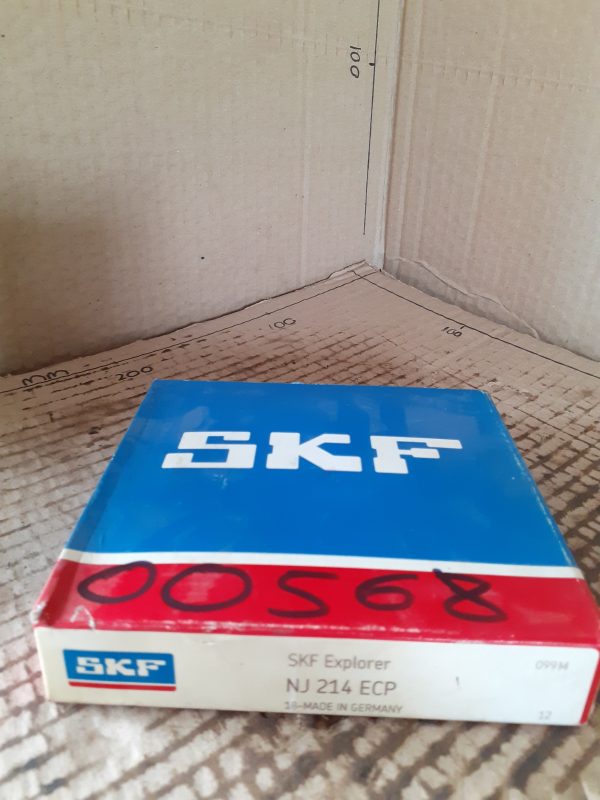 100
100
100
mm
200
SKF
00568
SKF
SKF Explorer
099M
NJ 214 ECP
18-MADE IN GERMANY
12